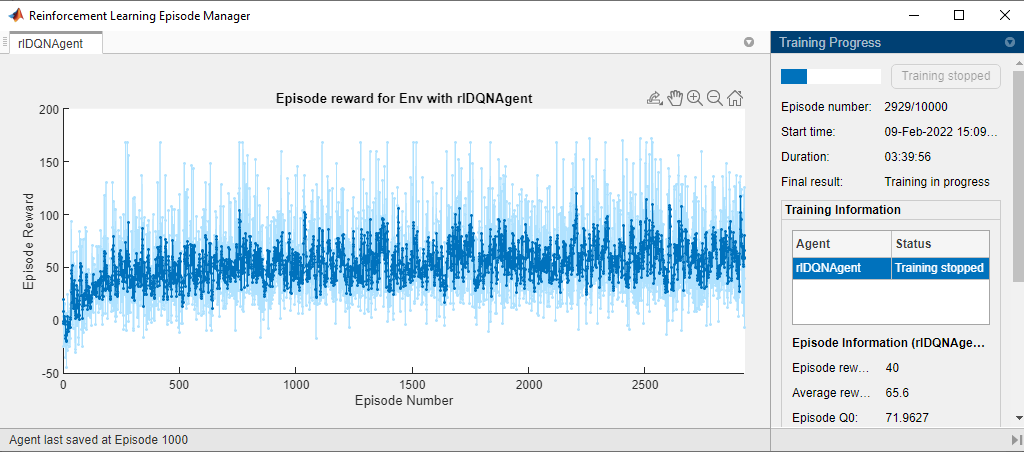 Reinforcement Learning Episode Manager
rlDQNAgent
Training Progress
Training stopped
Episode number: 2929/10000
Start time: 09-Feb-2022 15:09...
Duration: 03:39:56
Final result: Training in progress
Training Information
Agent Status
rlDQNAgent Training stopped
Episode Information (rlDQNAge...
Episode rew... 40
Average rew... 65.6
Episode Q0: 71.9627
Episode reward for Env with rlDQNAgent
Episode Reward
200
150
100
50
0
-50
0 500 1000 1500 2000 2500
Episode Number
Agent last saved at Episode 1000